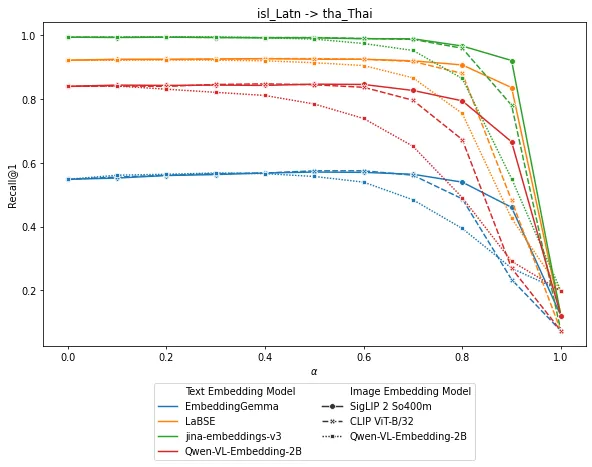 isl_Latn -> tha_Thai
Recall@1
1.0
0.8
0.6
0.4
0.2
0.0 0.2 0.4 0.6 0.8 1.0
α
Text Embedding Model
EmbeddingGemma
LaBSE
jina-embeddings-v3
Qwen-VL-Embedding-2B
Image Embedding Model
SigLIP 2 So400m
CLIP ViT-B/32
Qwen-VL-Embedding-2B